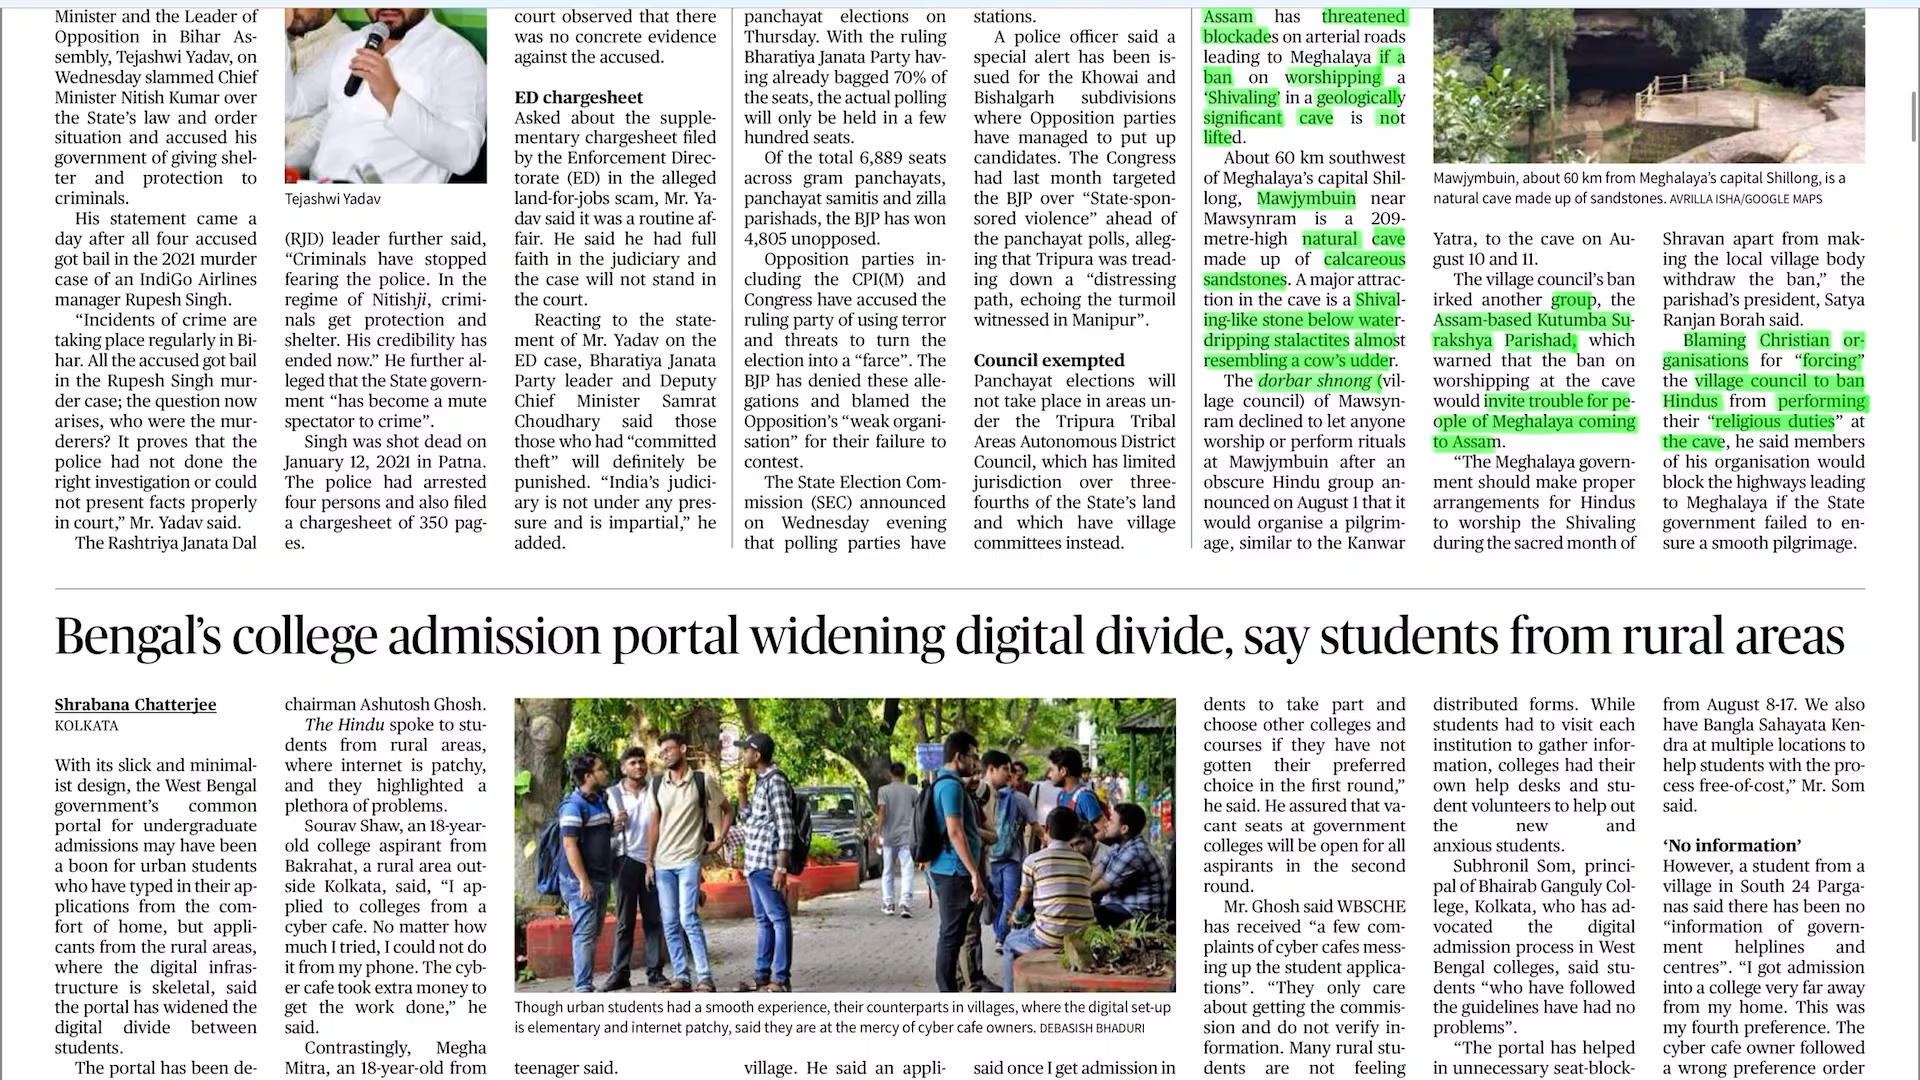 Minister and the Leader of
Opposition in Bihar As-
sembly, Tejashwi Yadav, on
Wednesday slammed Chief
Minister Nitish Kumar over
the State's law and order
situation and accused his
government of giving shel-
ter and protection to
criminals.
His statement came a
day after all four accused
got bail in the 2021 murder
case of an IndiGo Airlines
manager Rupesh Singh.
“Incidents of crime are
taking place regularly in Bi-
har. All the accused got bail
in the Rupesh Singh mur-
der case; the question now
arises, who were the mur-
derers? It proves that the
police had not done the
right investigation or could
not present facts properly
in court,” Mr. Yadav said.
The Rashtriya Janata Dal
Tejashwi Yadav
(RJD) leader further said,
“Criminals have stopped
fearing the police. In the
regime of Nitishji, crimi-
nals get protection and
shelter. His credibility has
ended now.” He further al-
leged that the State govern-
ment “has become a mute
spectator to crime”.
Singh was shot dead on
January 12, 2021 in Patna.
The police had arrested
four persons and also filed
a chargesheet of 350 pag-
es.
court observed that there
was no concrete evidence
against the accused.
ED chargesheet
Asked about the supple-
mentary chargesheet filed
by the Enforcement Direc-
torate (ED) in the alleged
land-for-jobs scam, Mr. Ya-
dav said it was a routine af-
fair. He said he had full
faith in the judiciary and
the case will not stand in
the court.
Reacting to the state-
ment of Mr. Yadav on the
ED case, Bharatiya Janata
Party leader and Deputy
Chief Minister Samrat
Choudhary said those
those who had “committed
theft” will definitely be
punished. “India's judici-
ary is not under any pres-
sure and is impartial,” he
added.
panchayat elections on
Thursday. With the ruling
Bharatiya Janata Party hav-
ing already bagged 70% of
the seats, the actual polling
will only be held in a few
hundred seats.
Of the total 6,889 seats
across gram panchayats,
panchayat samitis and zilla
parishads, the BJP has won
4,805 unopposed.
Opposition parties in-
cluding the CPI(M) and
Congress have accused the
ruling party of using terror
and threats to turn the
election into a “farce”. The
BJP has denied these alle-
gations and blamed the
Opposition's “weak organi-
sation” for their failure to
contest.
The State Election Com-
mission (SEC) announced
on Wednesday evening
that polling parties have
stations.
A police officer said a
special alert has been is-
sued for the Khowai and
Bishalgarh subdivisions
where Opposition parties
have managed to put up
candidates. The Congress
had last month targeted
the BJP over “State-spon-
sored violence” ahead of
the panchayat polls, alleg-
ing that Tripura was tread-
ing down a “distressing
path, echoing the turmoil
witnessed in Manipur”.
Council exempted
Panchayat elections will
not take place in areas un-
der the Tripura Tribal
Areas Autonomous District
Council, which has limited
jurisdiction over three-
fourths of the State's land
and which have village
committees instead.
Assam has threatened
blockades on arterial roads
leading to Meghalaya if a
ban on worshipping a
‘Shivaling’ in a geologically
significant cave is not
lifted.
About 60 km southwest
of Meghalaya's capital Shil-
long, Mawjymbuin near
Mawsynram is a 209-
metre-high natural cave
made up of calcareous
sandstones. A major attrac-
tion in the cave is a Shival-
ing-like stone below water-
dripping stalactites almost
resembling a cow's udder.
The dorbar shnong (vil-
lage council) of Mawsyn-
ram declined to let anyone
worship or perform rituals
at Mawjymbuin after an
obscure Hindu group an-
nounced on August 1 that it
would organise a pilgrim-
age, similar to the Kanwar
Mawjymbuin, about 60 km from Meghalaya's capital Shillong, is a
natural cave made up of sandstones. AVRILLA ISHA/GOOGLE MAPS
Yatra, to the cave on Au-
gust 10 and 11.
The village council's ban
irked another group, the
Assam-based Kutumba Su-
rakshya Parishad, which
warned that the ban on
worshipping at the cave
would invite trouble for pe-
ople of Meghalaya coming
to Assam.
“The Meghalaya govern-
ment should make proper
arrangements for Hindus
to worship the Shivaling
during the sacred month of
Shravan apart from mak-
ing the local village body
withdraw the ban,” the
parishad's president, Satya
Ranjan Borah said.
Blaming Christian or-
ganisations for “forcing”
the village council to ban
Hindus from performing
their “religious duties” at
the cave, he said members
of his organisation would
block the highways leading
to Meghalaya if the State
government failed to en-
sure a smooth pilgrimage.
Bengal's college admission portal widening digital divide, say students from rural areas
Shrabana Chatterjee
KOLKATA
With its slick and minimal-
ist design, the West Bengal
government's common
portal for undergraduate
admissions may have been
a boon for urban students
who have typed in their ap-
plications from the com-
fort of home, but appli-
cants from the rural areas,
where the digital infras-
tructure is skeletal, said
the portal has widened the
digital divide between
students.
The portal has been de-
chairman Ashutosh Ghosh.
The Hindu spoke to stu-
dents from rural areas,
where internet is patchy,
and they highlighted a
plethora of problems.
Sourav Shaw, an 18-year-
old college aspirant from
Bakrahat, a rural area out-
side Kolkata, said, “I ap-
plied to colleges from a
cyber cafe. No matter how
much I tried, I could not do
it from my phone. The cyb-
er cafe took extra money to
get the work done,” he
said.
Contrastingly, Megha
Mitra, an 18-year-old from
Though urban students had a smooth experience, their counterparts in villages, where the digital set-up
is elementary and internet patchy, said they are at the mercy of cyber cafe owners. DEBASISH BHADURI
teenager said.
village. He said an appli-
said once I get admission in
dents to take part and
choose other colleges and
courses if they have not
gotten their preferred
choice in the first round,”
he said. He assured that va-
cant seats at government
colleges will be open for all
aspirants in the second
round.
Mr. Ghosh said WBSCHE
has received “a few com-
plaints of cyber cafes mess-
ing up the student applica-
tions”. “They only care
about getting the commis-
sion and do not verify in-
formation. Many rural stu-
dents are not feeling
distributed forms. While
students had to visit each
institution to gather infor-
mation, colleges had their
own help desks and stu-
dent volunteers to help out
the new and
anxious students.
Subhronil Som, princi-
pal of Bhairab Ganguly Col-
lege, Kolkata, who has ad-
vocated the digital
admission process in West
Bengal colleges, said stu-
dents “who have followed
the guidelines have had no
problems”.
“The portal has helped
in unnecessary seat-block-
from August 8-17. We also
have Bangla Sahayata Ken-
dra at multiple locations to
help students with the pro-
cess free-of-cost,” Mr. Som
said.
‘No information’
However, a student from a
village in South 24 Parga-
nas said there has been no
“information of govern-
ment helplines and
centres”. “I got admission
into a college very far away
from my home. This was
my fourth preference. The
cyber cafe owner followed
a wrong preference order